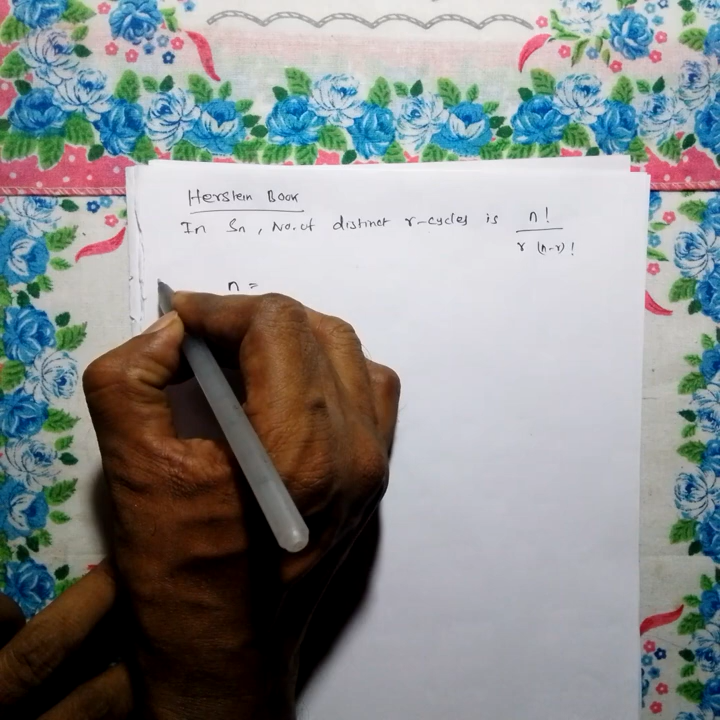 Herstein Book
In Sn, No. of distinct r-cycles is n! / r (n-r)!
n =